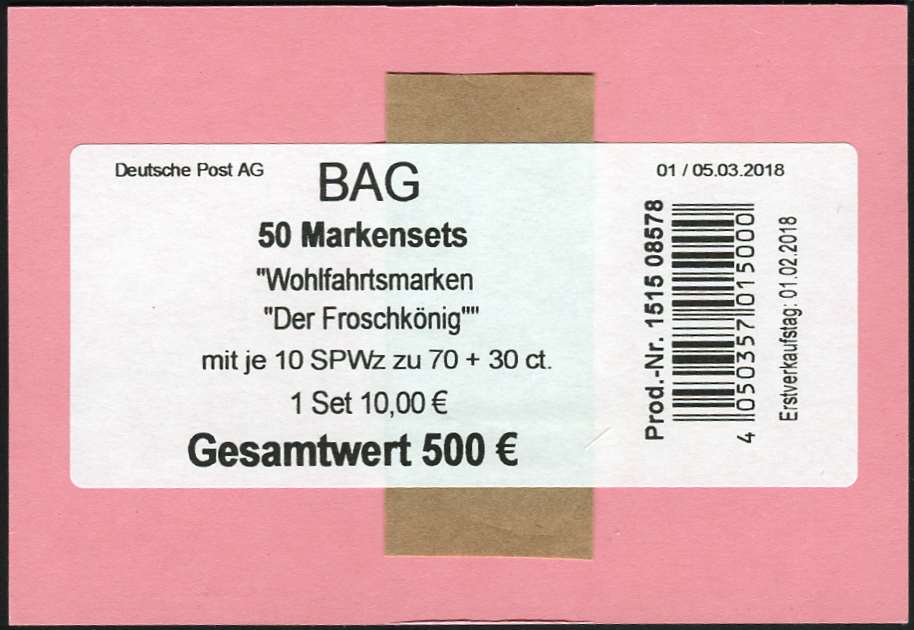 Deutsche Post AG
BAG
01 / 05.03.2018
50 Markensets
"Wohlfahrtsmarken
"Der Froschkönig""
mit je 10 SPWz zu 70 + 30 ct.
1 Set 10,00 €
Gesamtwert 500 €
Prod.-Nr. 1515 08578
4 050357 015000
Erstverkaufstag: 01.02.2018